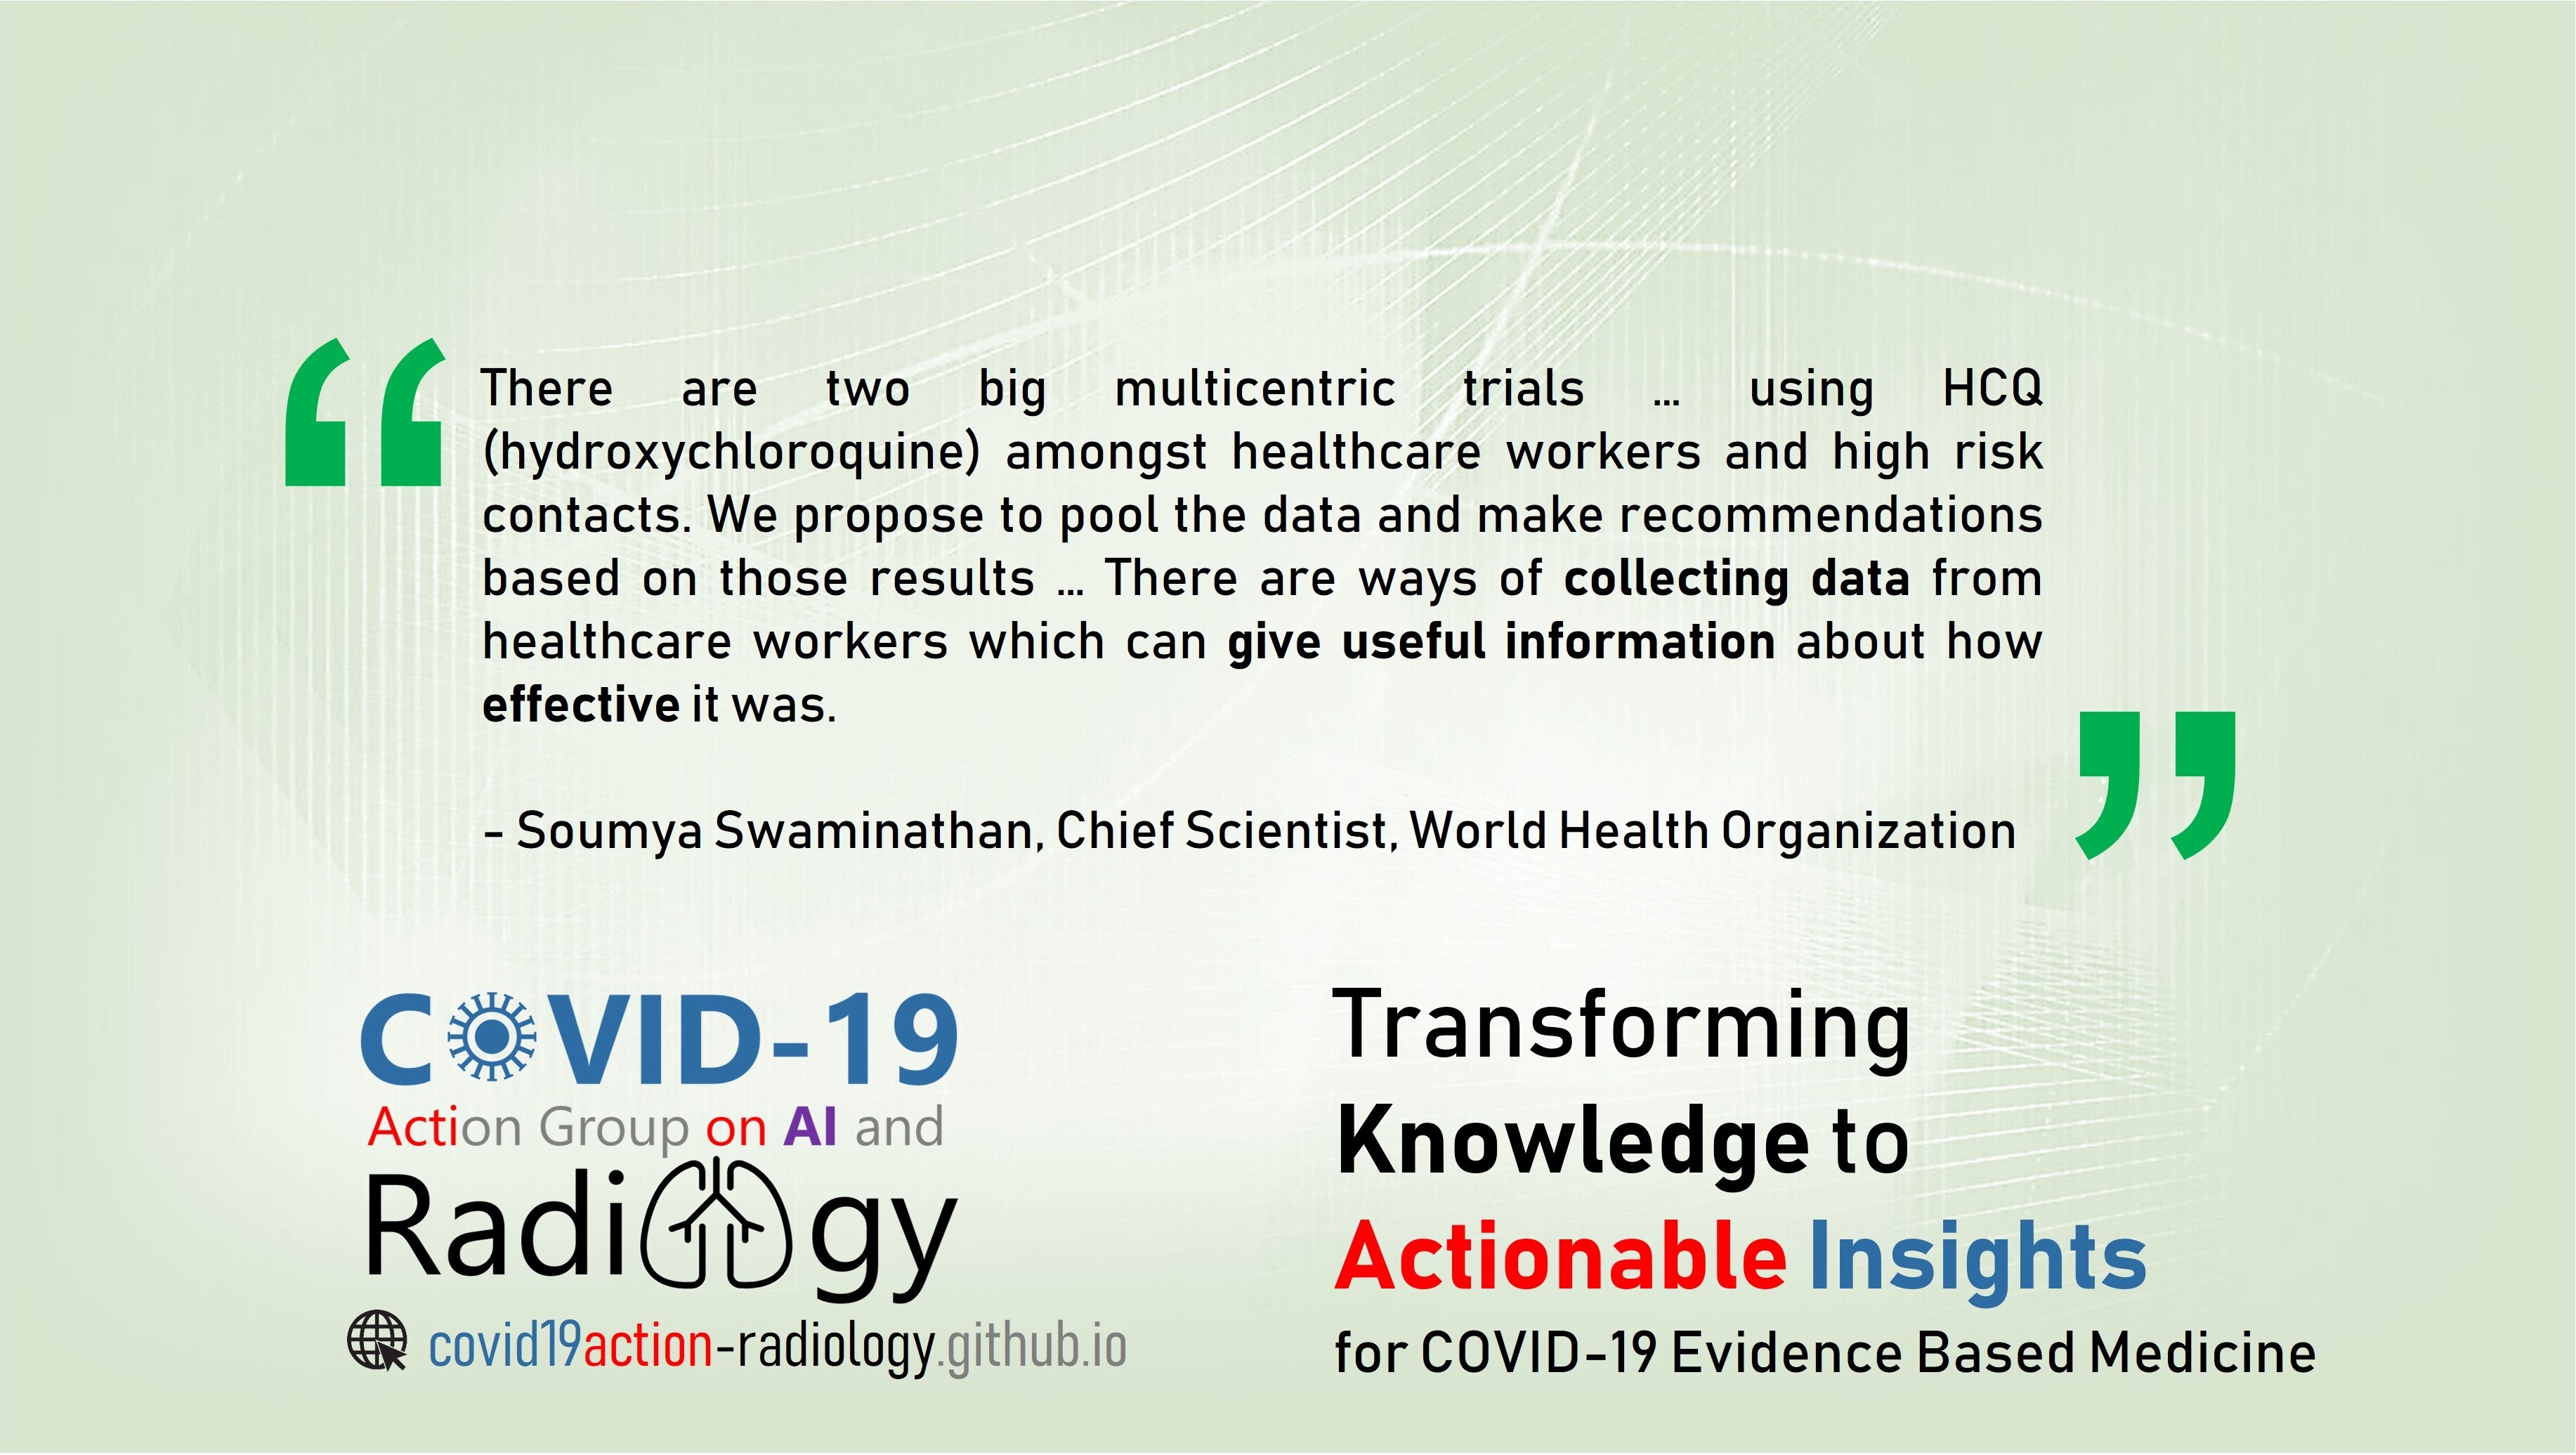 “
There are two big multicentric trials ... using HCQ
(hydroxychloroquine) amongst healthcare workers and high risk
contacts. We propose to pool the data and make recommendations
based on those results ... There are ways of collecting data from
healthcare workers which can give useful information about how
effective it was.
”
- Soumya Swaminathan, Chief Scientist, World Health Organization
COVID-19
Action Group on AI and
Radiology
covid19action-radiology.github.io
Transforming
Knowledge to
Actionable Insights
for COVID-19 Evidence Based Medicine